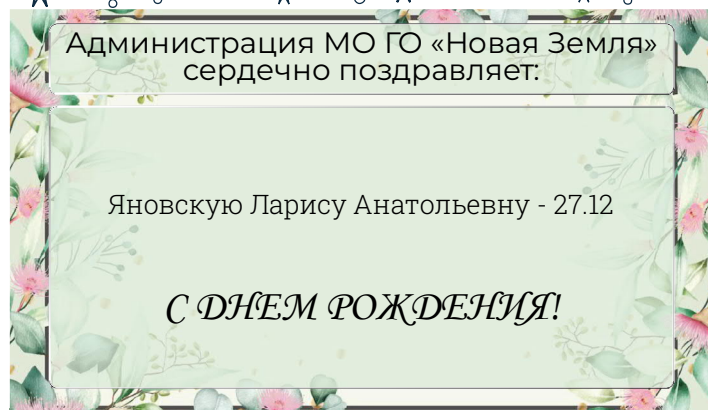 Администрация МО ГО «Новая Земля»
сердечно поздравляет:
Яновскую Ларису Анатольевну - 27.12
С ДНЕМ РОЖДЕНИЯ!